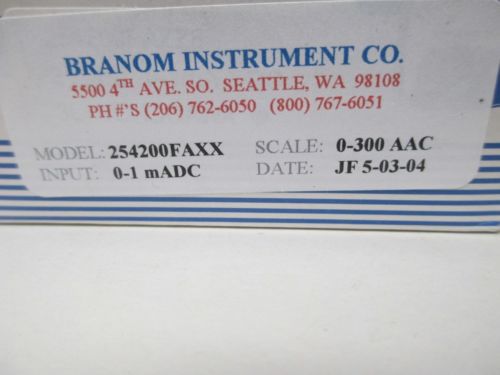 BRANOM INSTRUMENT CO.
5500 4TH AVE. SO. SEATTLE, WA 98108
PH #'S (206) 762-6050 (800) 767-6051
MODEL: 254200FAXX SCALE: 0-300 AAC
INPUT: 0-1 mADC DATE: JF 5-03-04